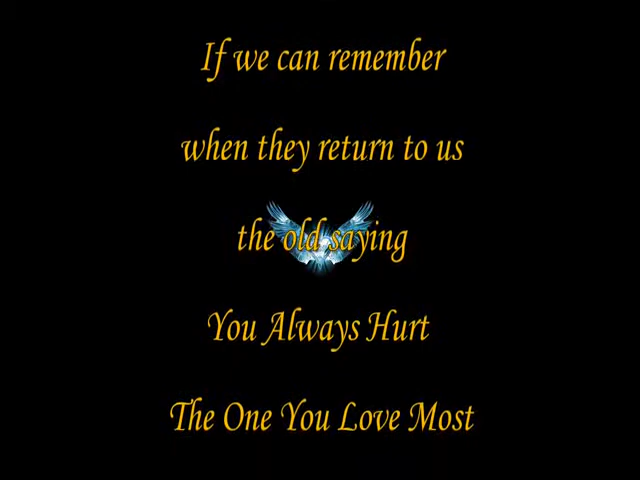 If we can remember
when they return to us
the old saying
You Always Hurt
The One You Love Most